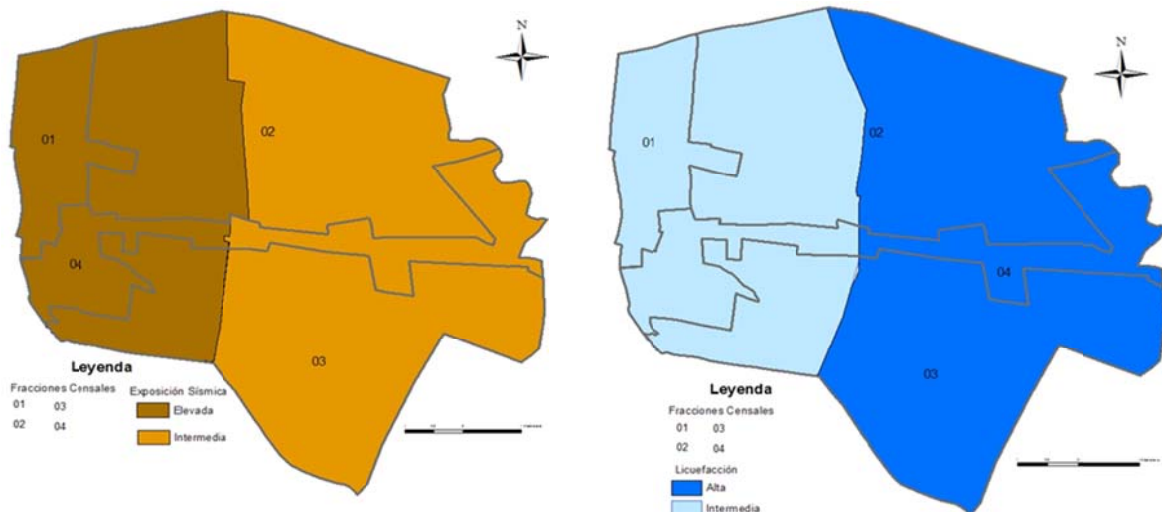 N
01
02
04
03
Leyenda
Fracciones Censales
01 03
02 04
Exposición Sísmica
Elevada
Intermedia
N
02
01
04
03
Leyenda
Fracciones Censales
01 03
02 04
Licuefacción
Alta
Intermedia